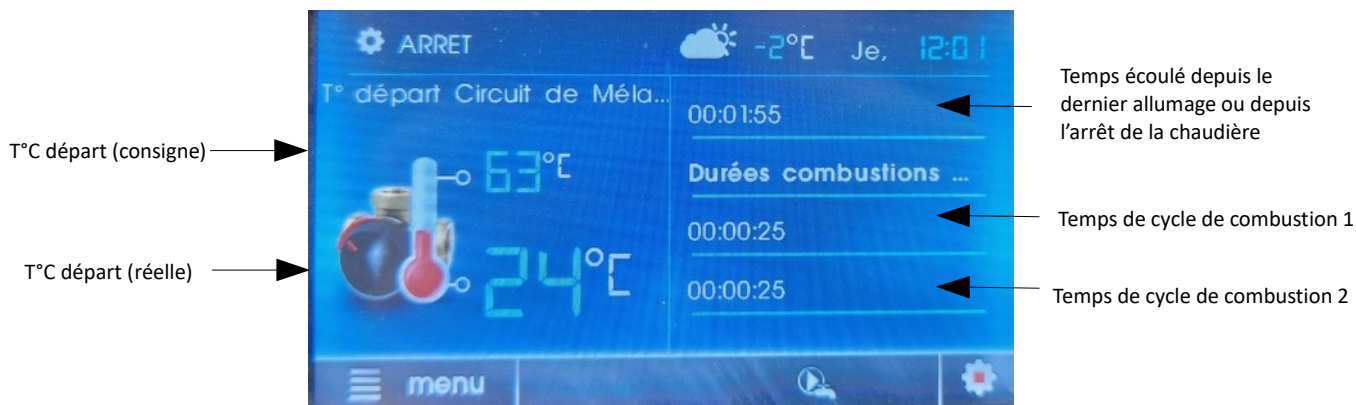 ARRET
-2°C Je, 12:01
T° départ Circuit de Méla...
63°C
24°C
00:01:55
Durées combustions ...
00:00:25
00:00:25
menu
T°C départ (consigne)
T°C départ (réelle)
Temps écoulé depuis le
dernier allumage ou depuis
l’arrêt de la chaudière
Temps de cycle de combustion 1
Temps de cycle de combustion 2